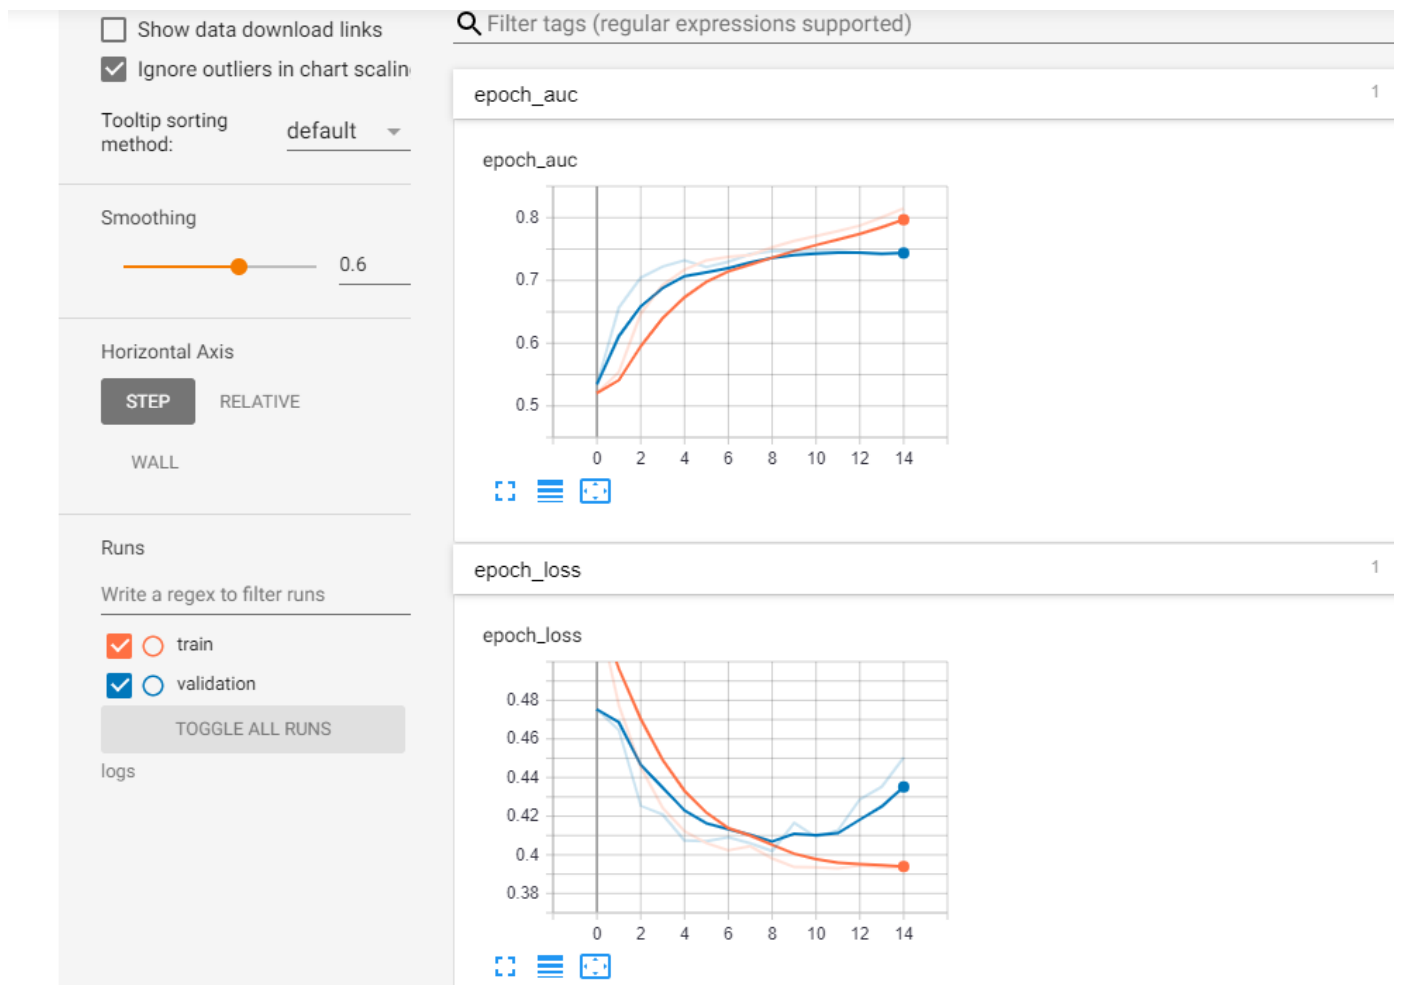 Show data download links
Ignore outliers in chart scalin
Tooltip sorting
method:
default
Smoothing
0.6
Horizontal Axis
STEP
RELATIVE
WALL
Runs
Write a regex to filter runs
train
validation
TOGGLE ALL RUNS
logs
Filter tags (regular expressions supported)
epoch_auc
1
epoch_auc
0.8
0.7
0.6
0.5
0 2 4 6 8 10 12 14
epoch_loss
1
epoch_loss
0.48
0.46
0.44
0.42
0.4
0.38
0 2 4 6 8 10 12 14